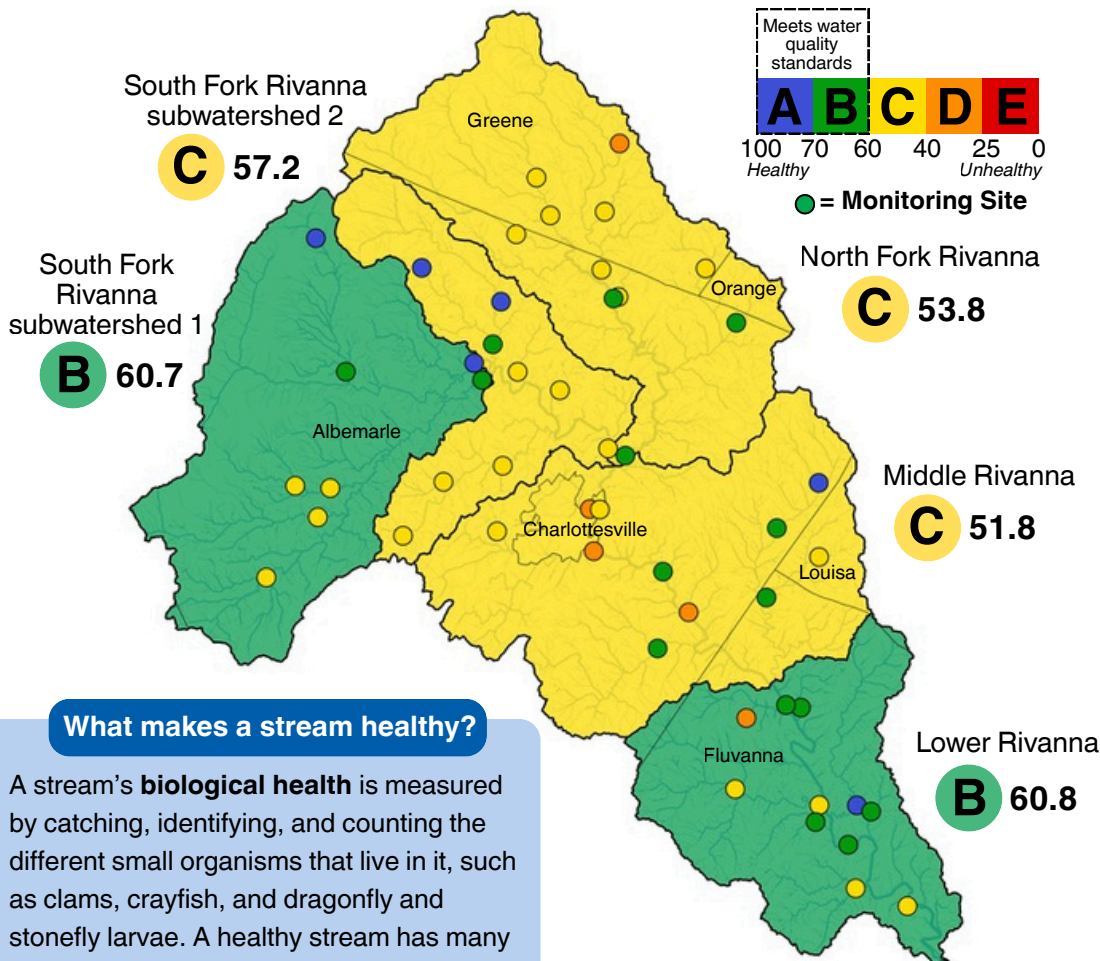 South Fork Rivanna
subwatershed 2
C 57.2
South Fork
Rivanna
subwatershed 1
B 60.7
Greene
Orange
Albemarle
Charlottesville
Louisa
Fluvanna
Meets water
quality
standards
A B C D E
100 70 60 40 25 0
Healthy Unhealthy
= Monitoring Site
North Fork Rivanna
C 53.8
Middle Rivanna
C 51.8
Lower Rivanna
B 60.8
What makes a stream healthy?
A stream's biological health is measured
by catching, identifying, and counting the
different small organisms that live in it, such
as clams, crayfish, and dragonfly and
stonefly larvae. A healthy stream has many